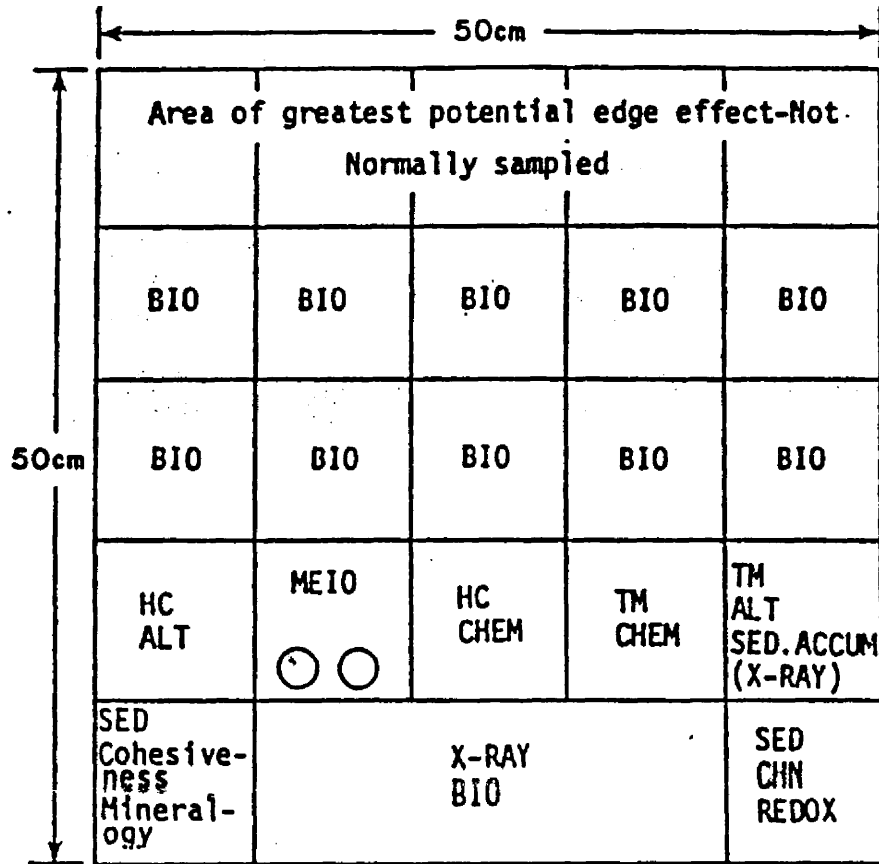 50cm
Area of greatest potential edge effect-Not
Normally sampled
BIO BIO BIO BIO BIO
50cm
BIO BIO BIO BIO BIO
HC
ALT
MEIO
HC
CHEM
TM
CHEM
TM
ALT
SED.ACCUM
(X-RAY)
SED
Cohesive-
ness
Mineral-
ogy
X-RAY
BIO
SED
CHN
REDOX